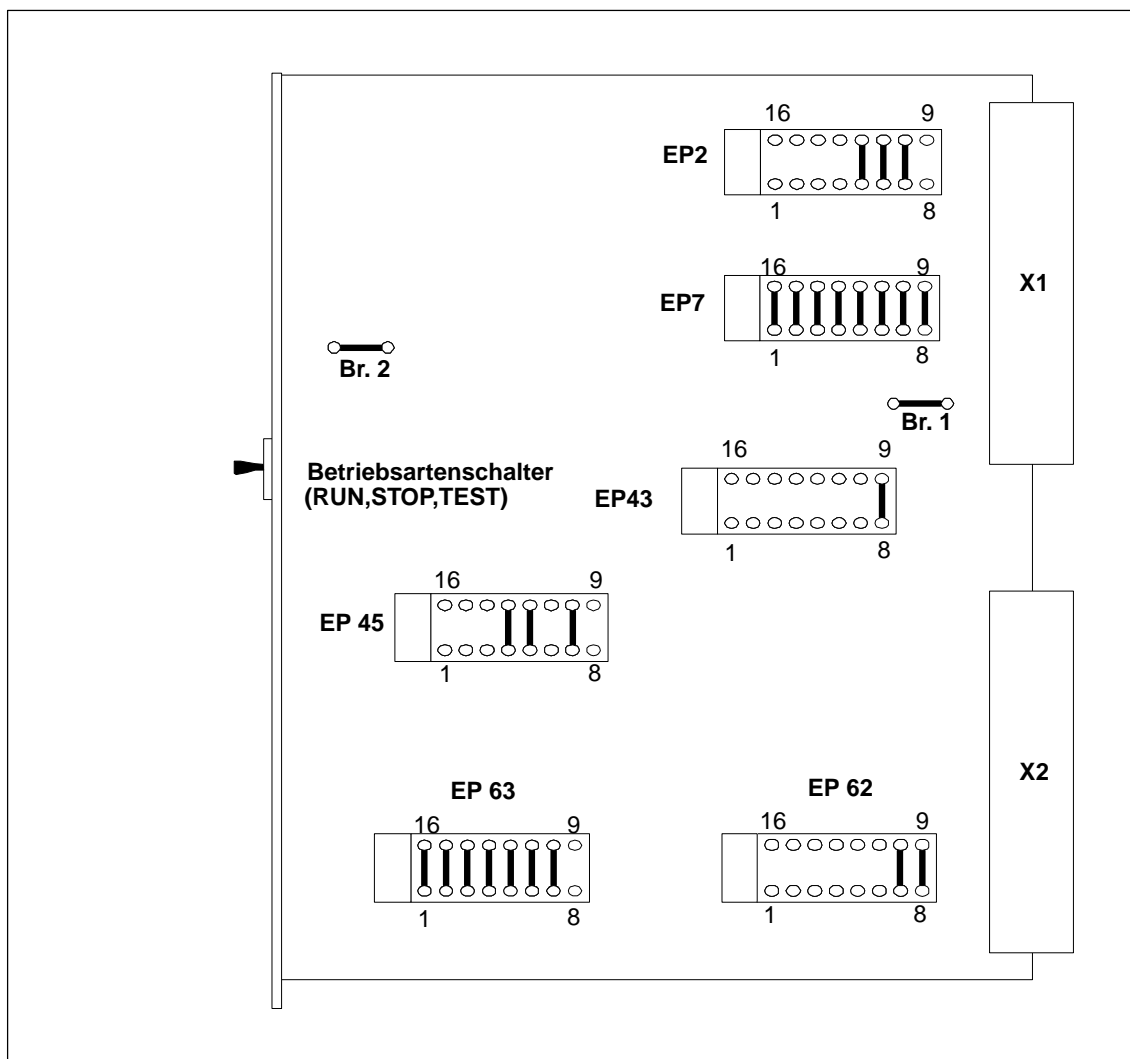 16 9
EP2
1 8
16 9
EP7
1 8
X1
Br. 2
Br. 1
Betriebsartenschalter
(RUN,STOP,TEST)
16 9
EP43
1 8
16 9
EP 45
1 8
X2
EP 63
16 9
1 8
EP 62
16 9
1 8